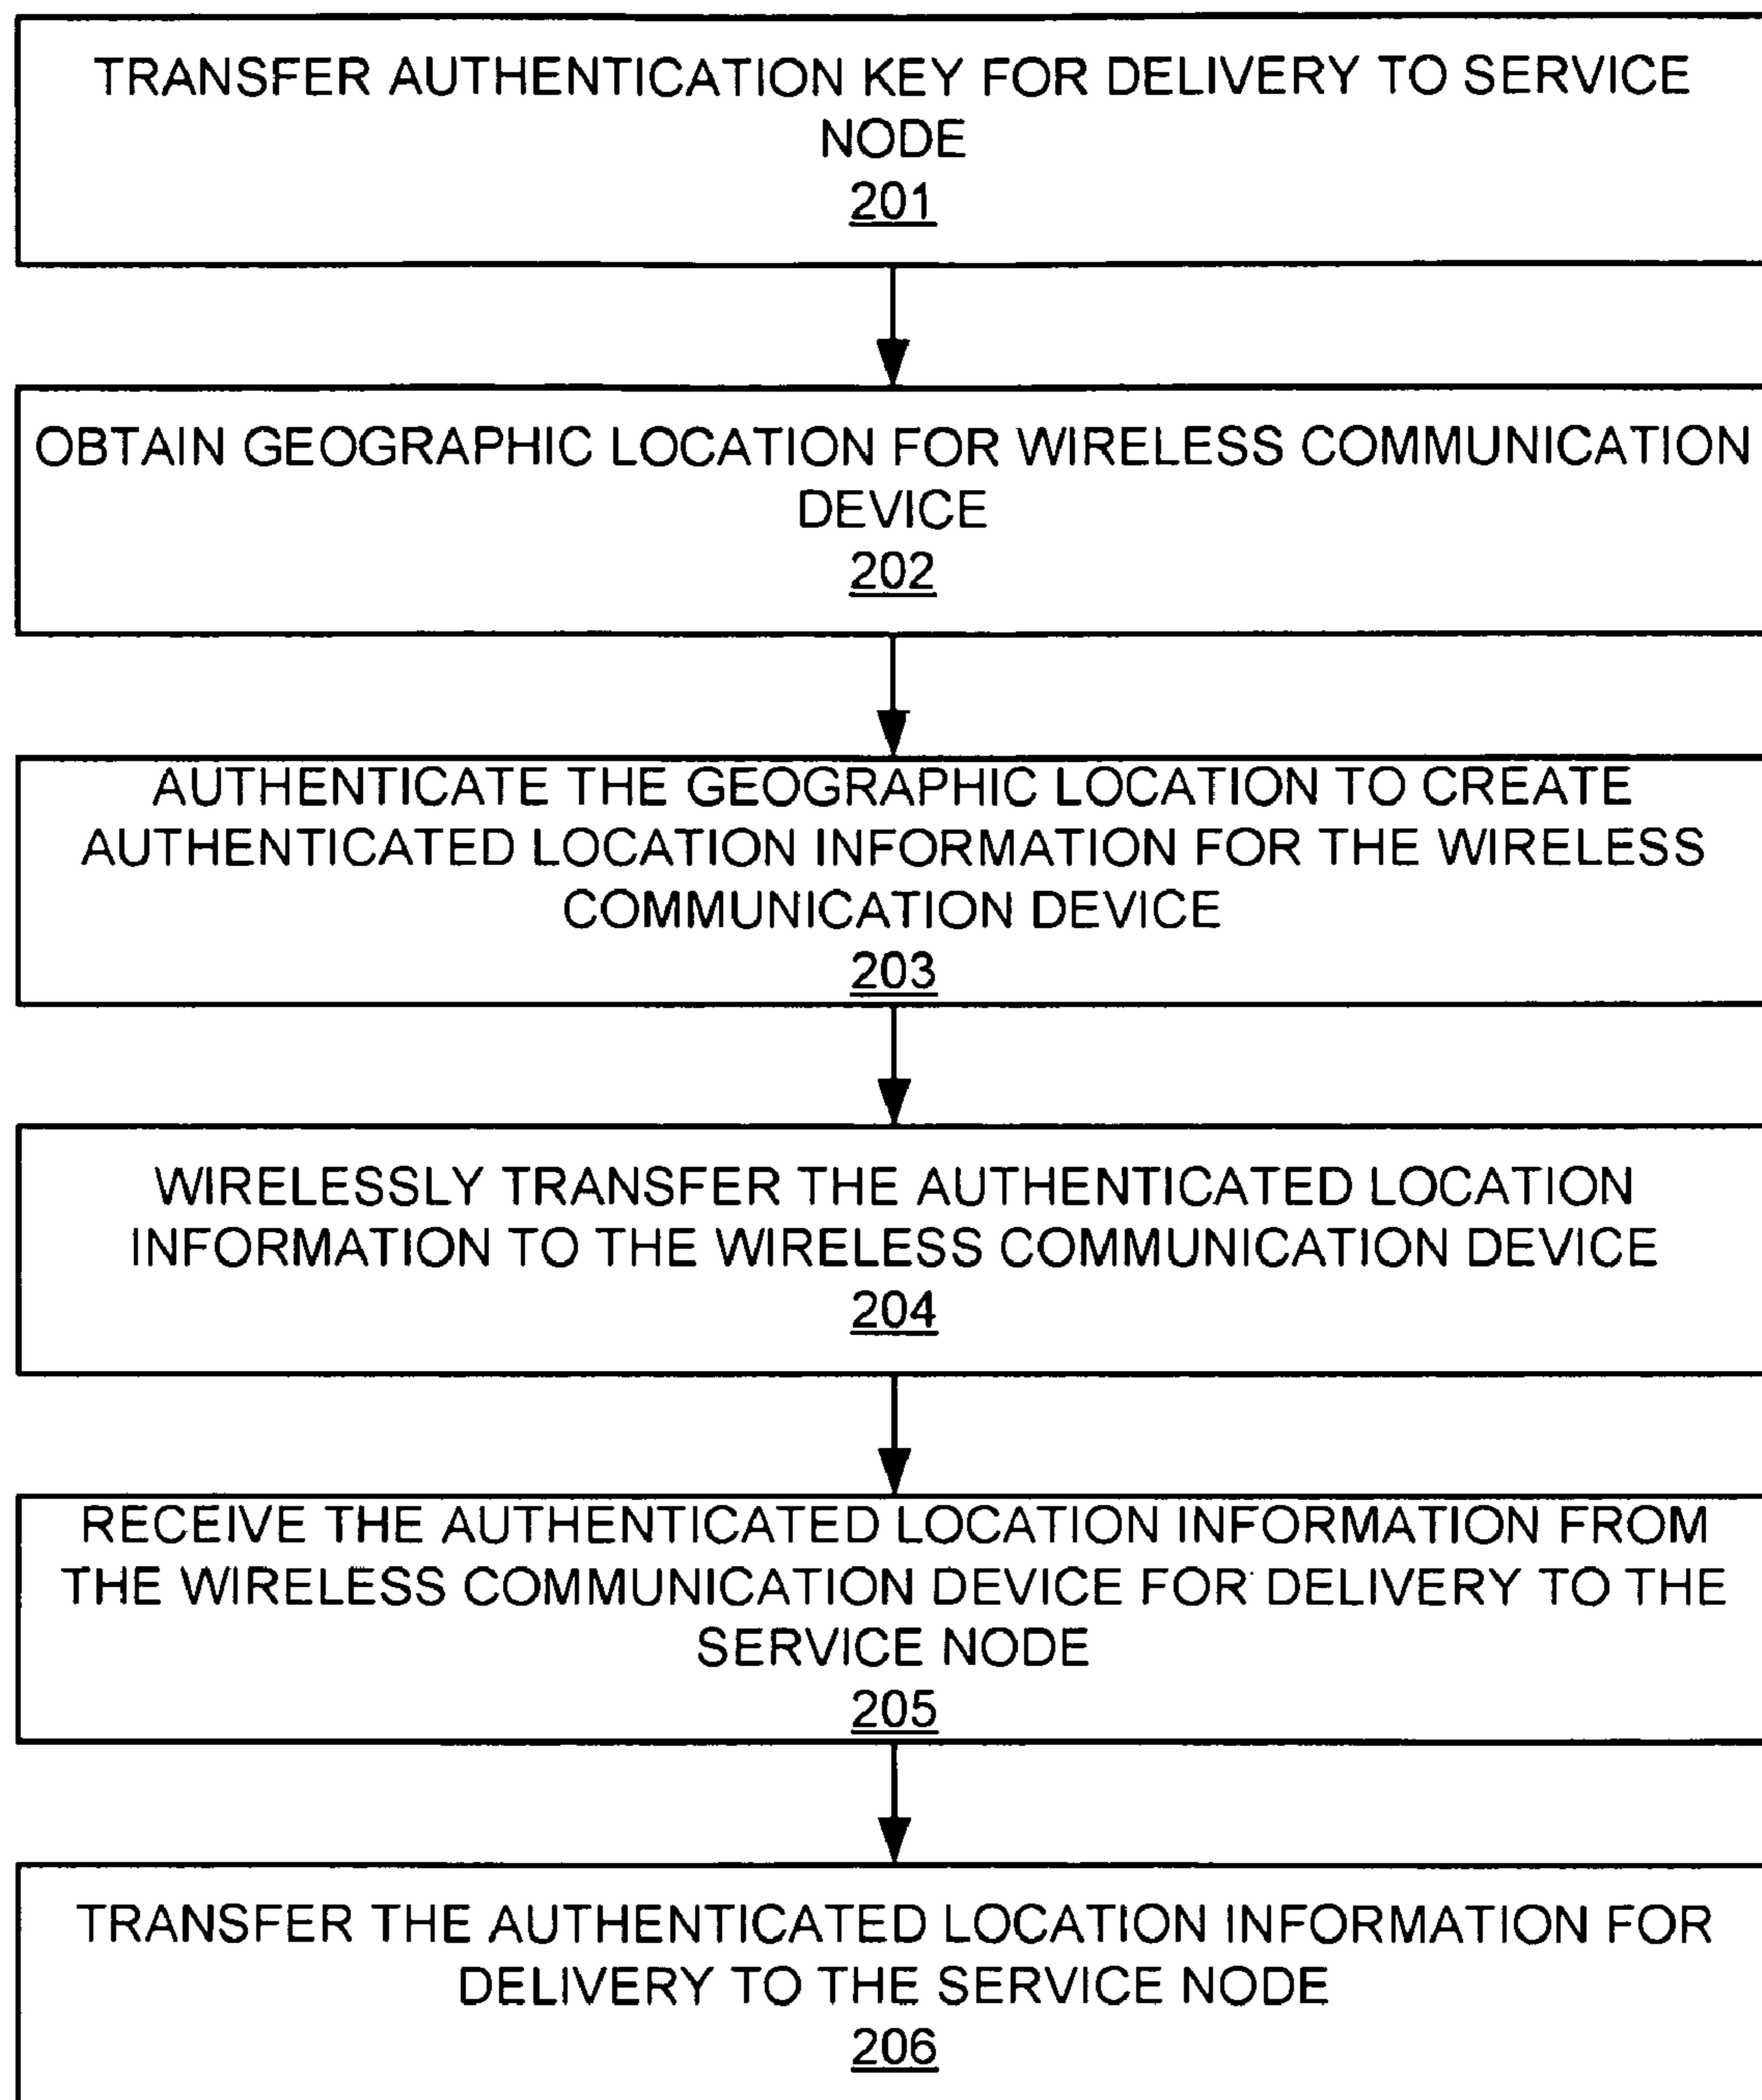 TRANSFER AUTHENTICATION KEY FOR DELIVERY TO SERVICE
NODE
201
OBTAIN GEOGRAPHIC LOCATION FOR WIRELESS COMMUNICATION
DEVICE
202
AUTHENTICATE THE GEOGRAPHIC LOCATION TO CREATE
AUTHENTICATED LOCATION INFORMATION FOR THE WIRELESS
COMMUNICATION DEVICE
203
WIRELESSLY TRANSFER THE AUTHENTICATED LOCATION
INFORMATION TO THE WIRELESS COMMUNICATION DEVICE
204
RECEIVE THE AUTHENTICATED LOCATION INFORMATION FROM
THE WIRELESS COMMUNICATION DEVICE FOR DELIVERY TO THE
SERVICE NODE
205
TRANSFER THE AUTHENTICATED LOCATION INFORMATION FOR
DELIVERY TO THE SERVICE NODE
206